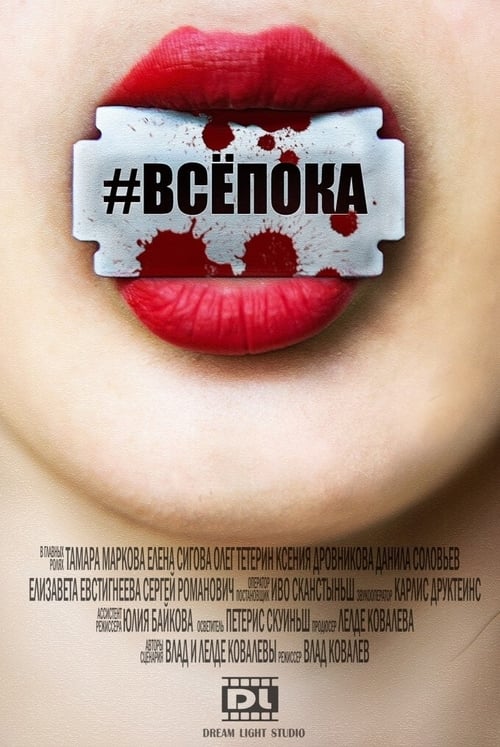 #ВСЁПОКА
В ГЛАВНЫХ РОЛЯХ ТАМАРА МАРКОВА ЕЛЕНА СИГОВА ОЛЕГ ТЕТЕРИН КСЕНИЯ ДРОВНИКОВА ДАНИЛА СОЛОВЬЕВ
ЕЛИЗАВЕТА ЕВСТИГНЕЕВА СЕРГЕЙ РОМАНОВИЧ ОПЕРАТОР ПОСТАНОВЩИК ИВО СКАНСТЫНЬШ ЗВУКООПЕРАТОР КАРЛИС ДРУКТЕИНС
АССИСТЕНТ РЕЖИССЕРА ЮЛИЯ БАЙКОВА ОСВЕТИТЕЛЬ ПЕТЕРИС СКУИНЬШ ПРОДЮСЕР ЛЕЛДЕ КОВАЛЕВА
АВТОРЫ СЦЕНАРИЯ ВЛАД И ЛЕЛДЕ КОВАЛЕВЫ РЕЖИССЕР ВЛАД КОВАЛЕВ
DL
DREAM LIGHT STUDIO